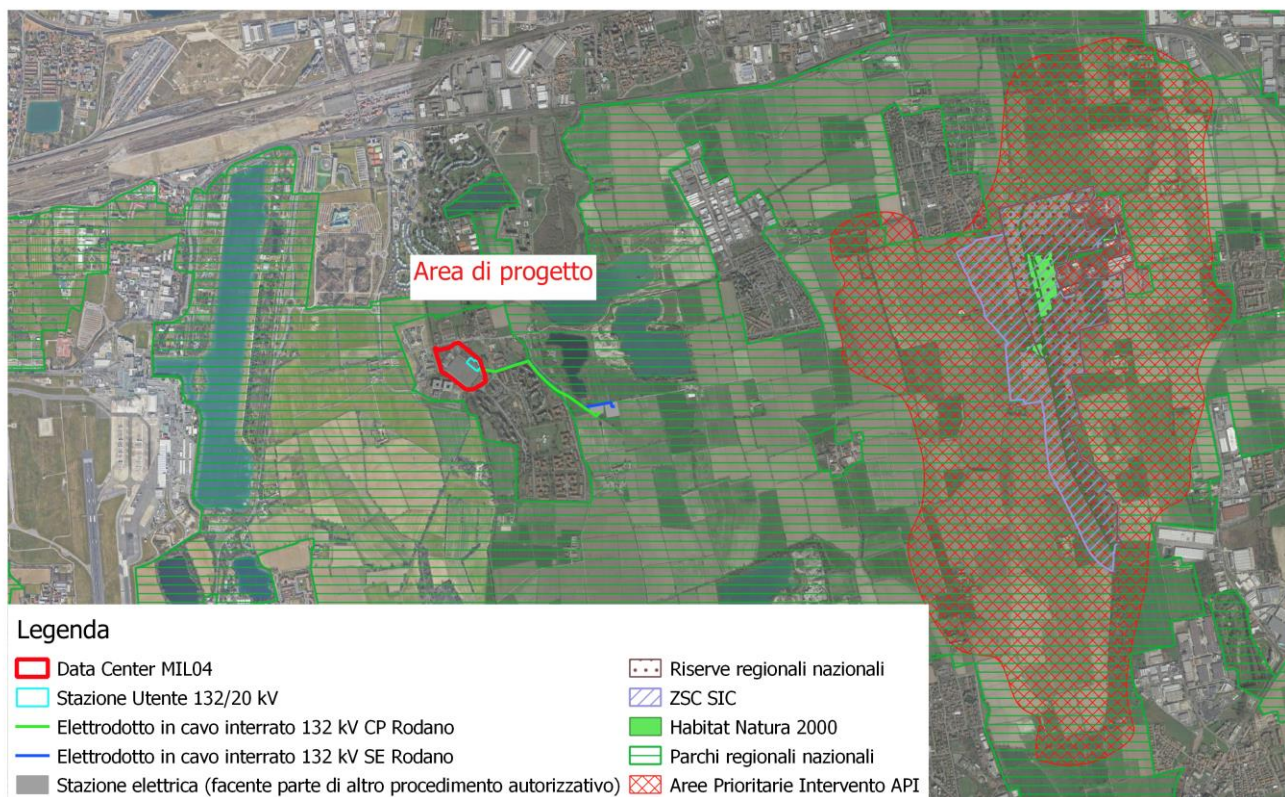 Area di progetto
Legenda
Data Center MIL04
Stazione Utente 132/20 kV
Elettrodotto in cavo interrato 132 kV CP Rodano
Elettrodotto in cavo interrato 132 kV SE Rodano
Stazione elettrica (facente parte di altro procedimento autorizzativo)
Riserve regionali nazionali
ZSC SIC
Habitat Natura 2000
Parchi regionali nazionali
Aree Prioritarie Intervento API